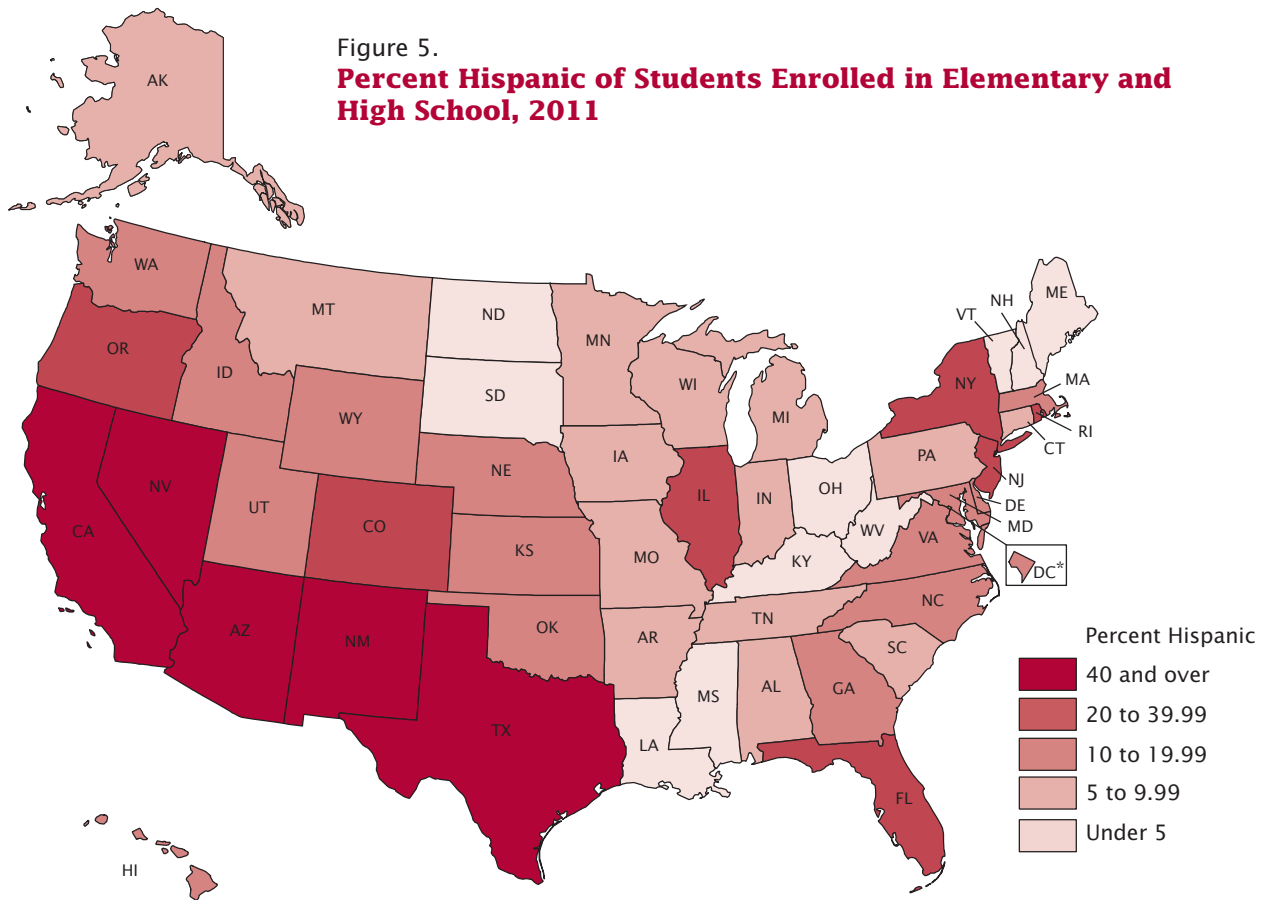 Figure 5.
Percent Hispanic of Students Enrolled in Elementary and
High School, 2011
AK
WA
MT
ND
MN
VT
NH
ME
OR
ID
SD
WI
MI
NY
MA
RI
CT
WY
NE
IA
PA
NJ
NV
UT
CO
IL
IN
OH
DE
MD
CA
KS
MO
WV
KY
VA
DC*
AZ
NM
OK
AR
TN
NC
SC
TX
LA
MS
AL
GA
FL
HI
Percent Hispanic
40 and over
20 to 39.99
10 to 19.99
5 to 9.99
Under 5